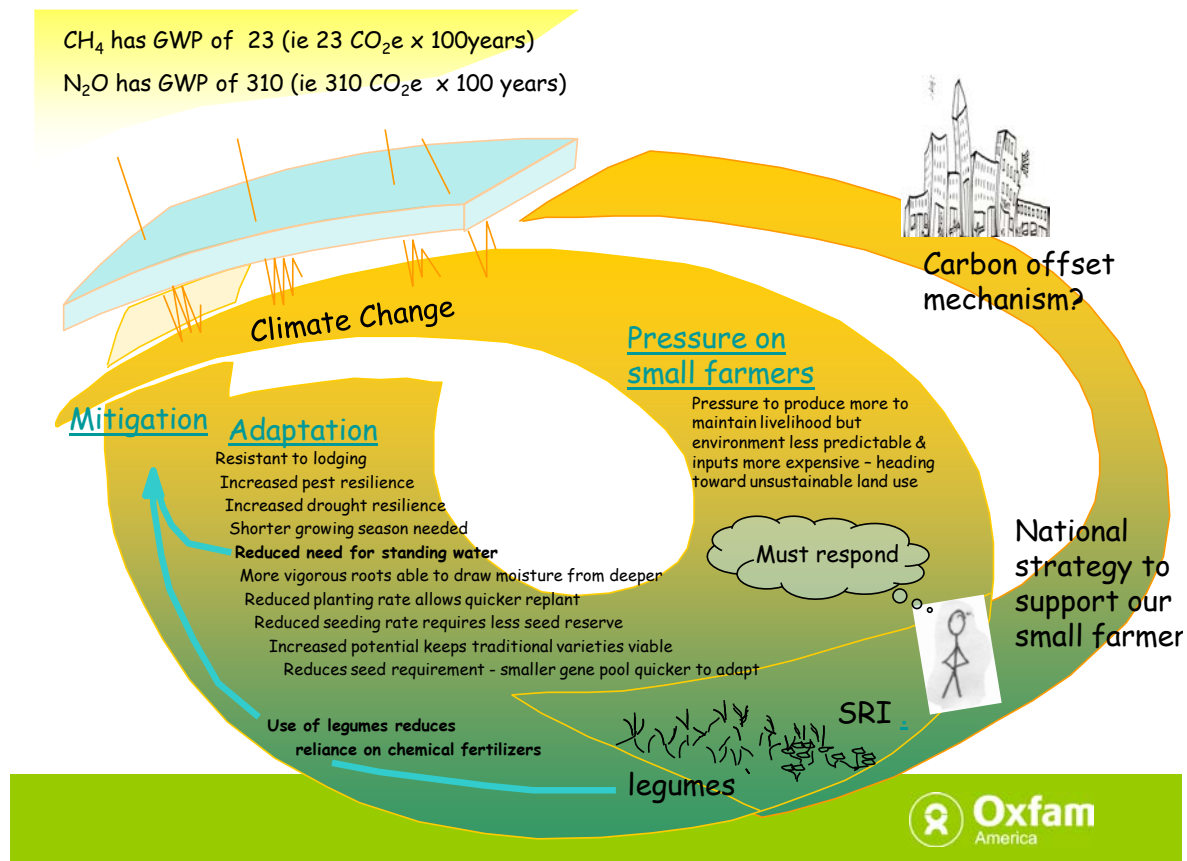 CH₄ has GWP of 23 (ie 23 CO₂e x 100years)
N₂O has GWP of 310 (ie 310 CO₂e x 100 years)
Carbon offset
mechanism?
Climate Change
Pressure on
small farmers
Pressure to produce more to
maintain livelihood but
environment less predictable &
inputs more expensive – heading
toward unsustainable land use
Mitigation
Adaptation
Resistant to lodging
Increased pest resilience
Increased drought resilience
Shorter growing season needed
Reduced need for standing water
More vigorous roots able to draw moisture from deeper
Reduced planting rate allows quicker replant
Reduced seeding rate requires less seed reserve
Increased potential keeps traditional varieties viable
Reduces seed requirement - smaller gene pool quicker to adapt
Must respond
National
strategy to
support our
small farmer
SRI .
Use of legumes reduces
reliance on chemical fertilizers
legumes
Oxfam
America